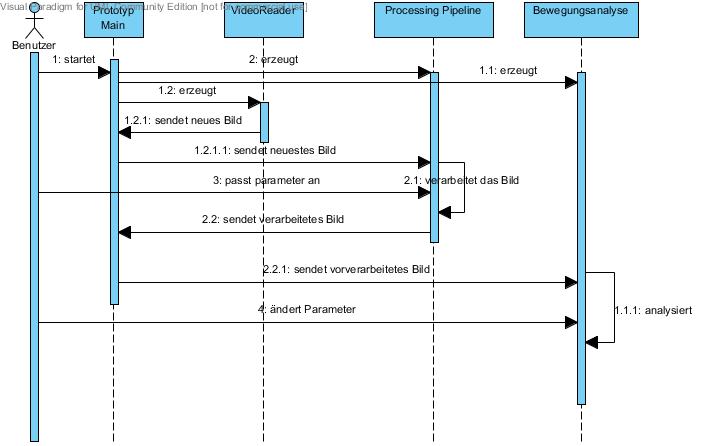 Visual Paradigm for UML Community Edition [not for commercial use]
Benutzer
Prototyp
Main
VideoReader
Processing Pipeline
Bewegungsanalyse
1: startet
2: erzeugt
1.1: erzeugt
1.2: erzeugt
1.2.1: sendet neues Bild
1.2.1.1: sendet neuestes Bild
3: passt parameter an
2.1: verarbeitet das Bild
2.2: sendet verarbeitetes Bild
2.2.1: sendet vorverarbeitetes Bild
4: ändert Parameter
1.1.1: analysiert